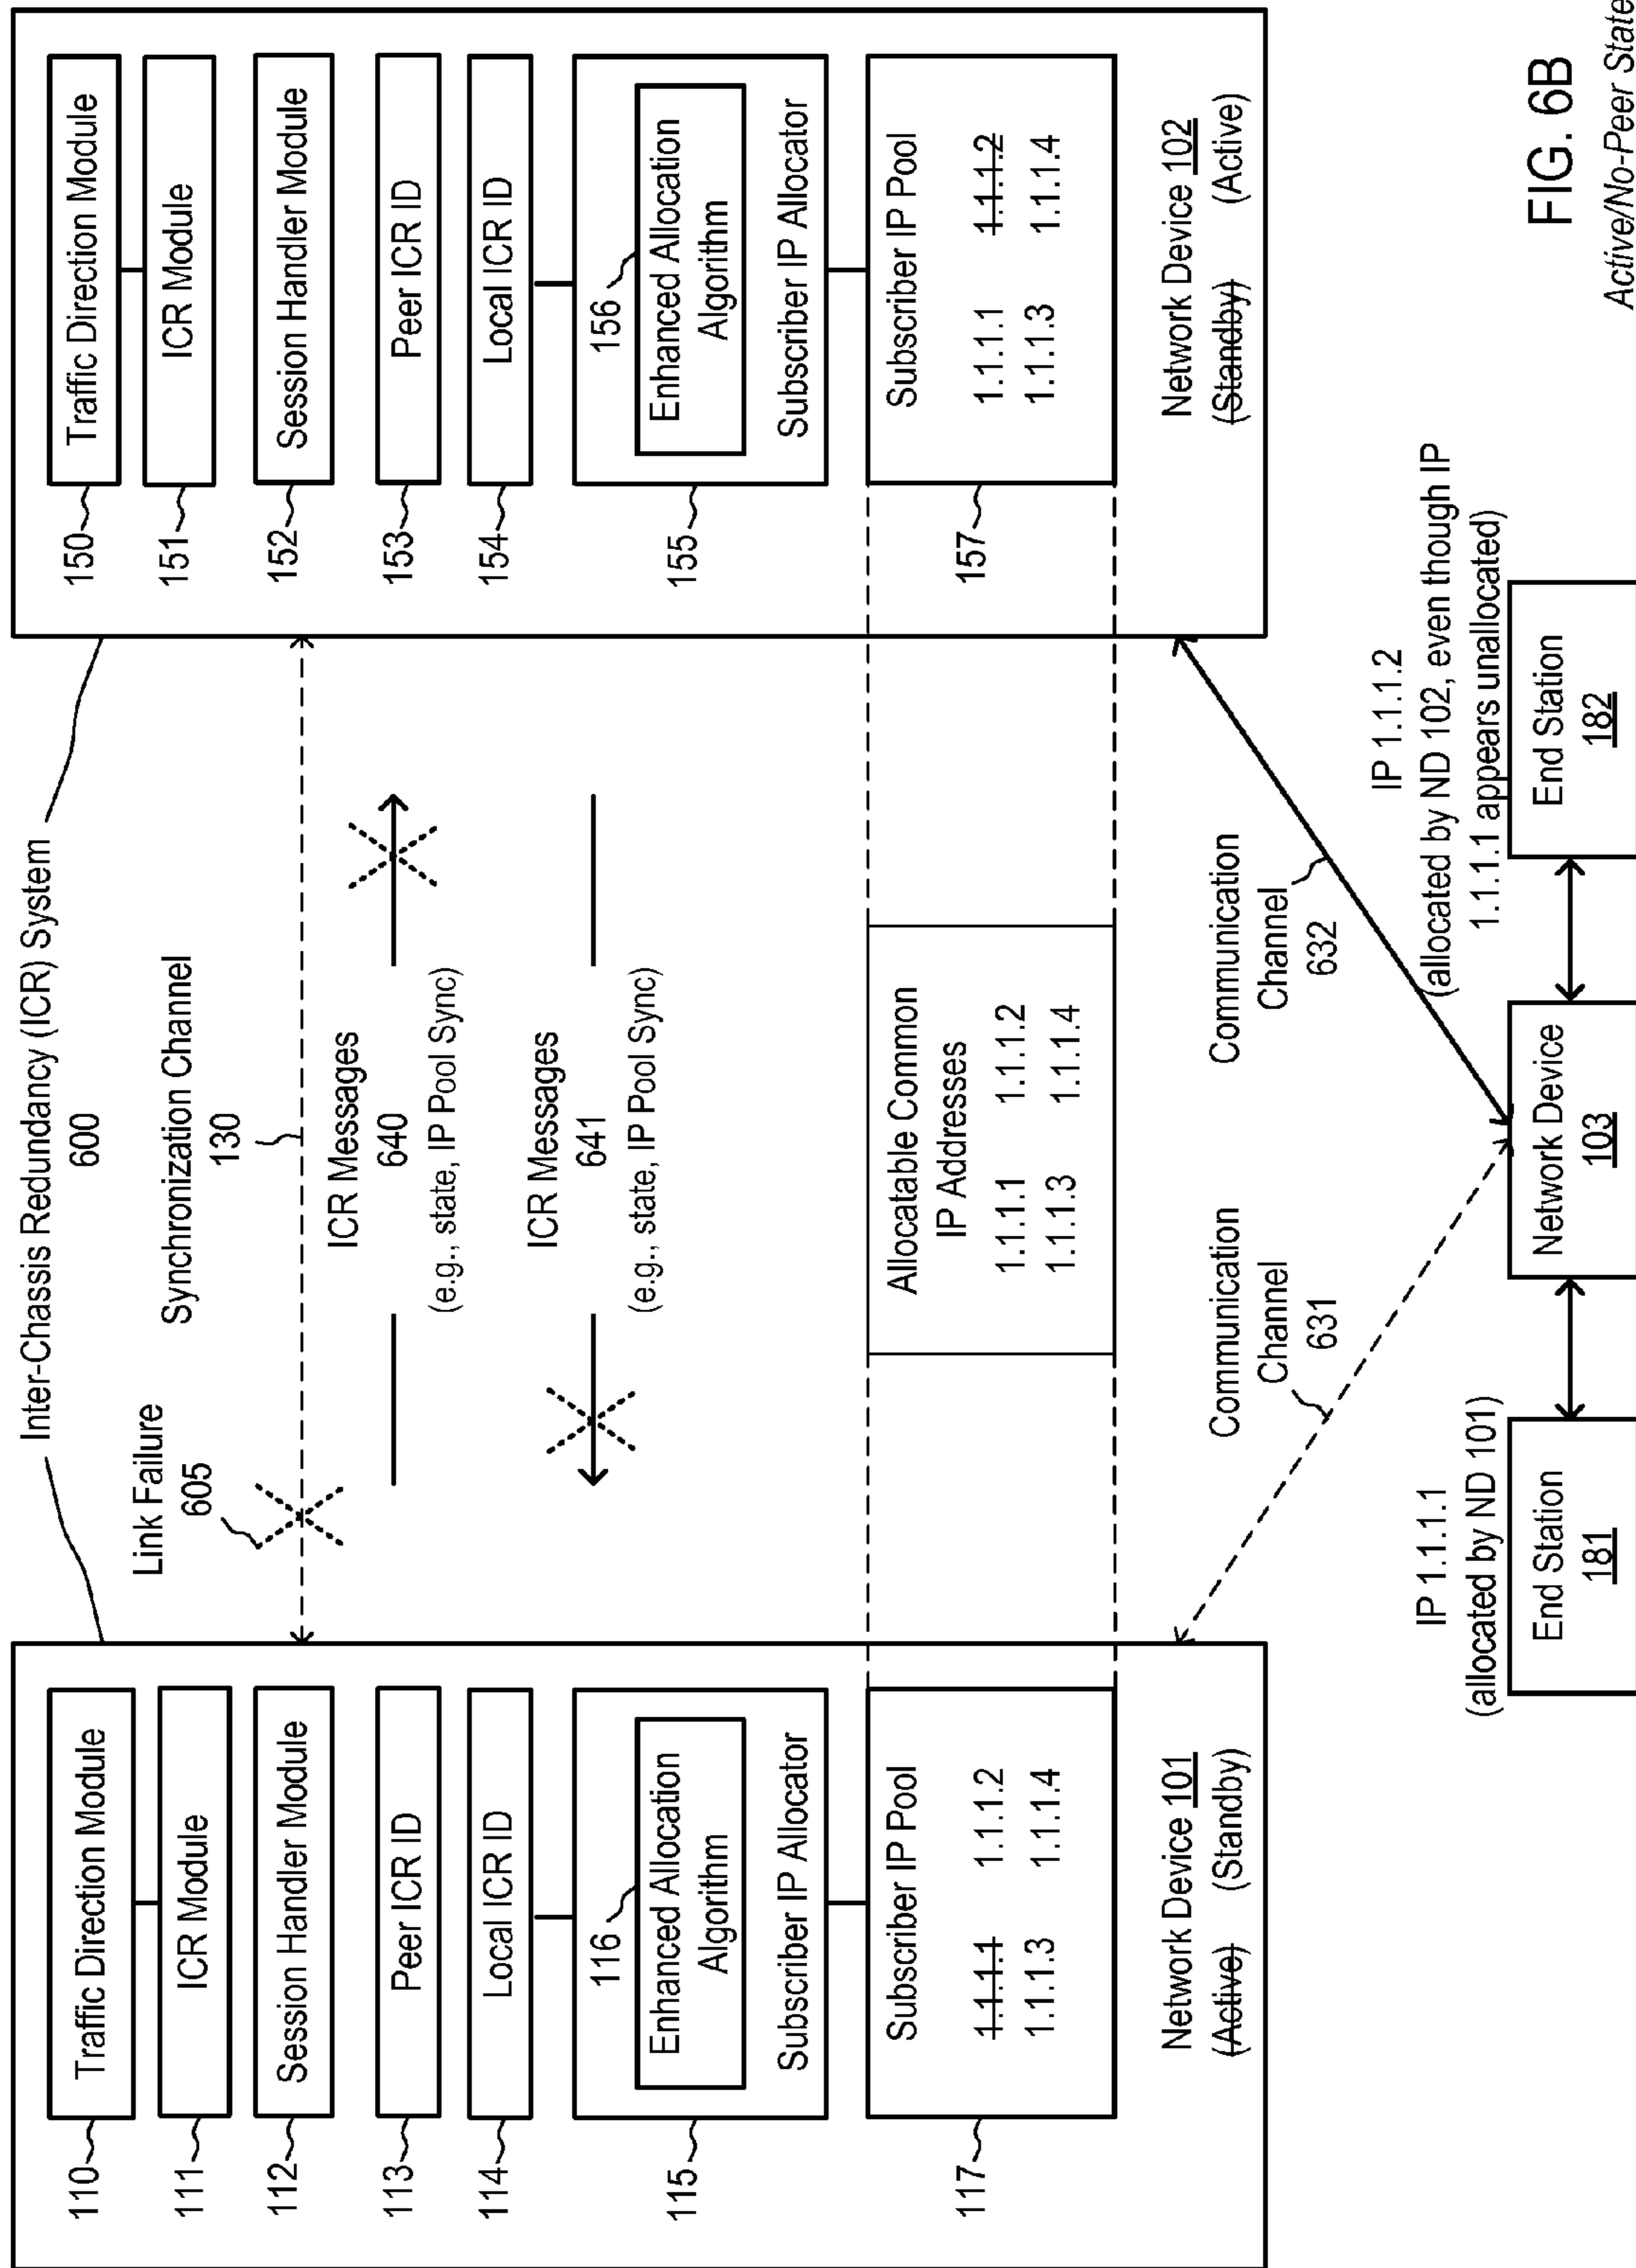 Inter-Chassis Redundancy (ICR) System
600
110
Traffic Direction Module
111
ICR Module
112
Session Handler Module
113
Peer ICR ID
114
Local ICR ID
115
116
Enhanced Allocation
Algorithm
Subscriber IP Allocator
117
Subscriber IP Pool
1.1.1.1 1.1.1.2
1.1.1.3 1.1.1.4
Network Device 101
(Active) (Standby)
Link Failure
605
Synchronization Channel
130
ICR Messages
640
(e.g., state, IP Pool Sync)
ICR Messages
641
(e.g., state, IP Pool Sync)
Allocatable Common
IP Addresses
1.1.1.1 1.1.1.2
1.1.1.3 1.1.1.4
150
Traffic Direction Module
151
ICR Module
152
Session Handler Module
153
Peer ICR ID
154
Local ICR ID
155
156
Enhanced Allocation
Algorithm
Subscriber IP Allocator
157
Subscriber IP Pool
1.1.1.1 1.1.1.2
1.1.1.3 1.1.1.4
Network Device 102
(Standby) (Active)
Communication
Channel
631
Communication
Channel
632
IP 1.1.1.1
(allocated by ND 101)
End Station
181
Network Device
103
IP 1.1.1.2
(allocated by ND 102, even though IP
1.1.1.1 appears unallocated)
End Station
182
FIG. 6B
Active/No-Peer State